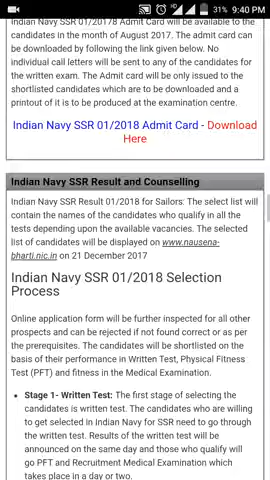 31% 9:40 PM
Indian Navy SSR 01/20178 Admit Card will be available to the
candidates in the month of August 2017. The admit card can
be downloaded by following the link given below. No
individual call letters will be sent to any of the candidates for
the written exam. The Admit card will be only issued to the
shortlisted candidates which are to be downloaded and a
printout of it is to be produced at the examination centre.
Indian Navy SSR 01/2018 Admit Card - Download
Here
Indian Navy SSR Result and Counselling
Indian Navy SSR Result 01/2018 for Sailors: The select list will
contain the names of the candidates who qualify in all the
tests depending upon the available vacancies. The selected
list of candidates will be displayed on www.nausena-
bharti.nic.in on 21 December 2017
Indian Navy SSR 01/2018 Selection
Process
Online application form will be further inspected for all other
prospects and can be rejected if not found correct or as per
the prerequisites. The candidates will be shortlisted on the
basis of their performance in Written Test, Physical Fitness
Test (PFT) and fitness in the Medical Examination.
• Stage 1- Written Test: The first stage of selecting the
candidates is written test. The candidates who are willing
to get selected in Indian Navy for SSR need to go through
the written test. Results of the written test will be
announced on the same day and those who qualify will
go PFT and Recruitment Medical Examination which
takes place in a day or two.